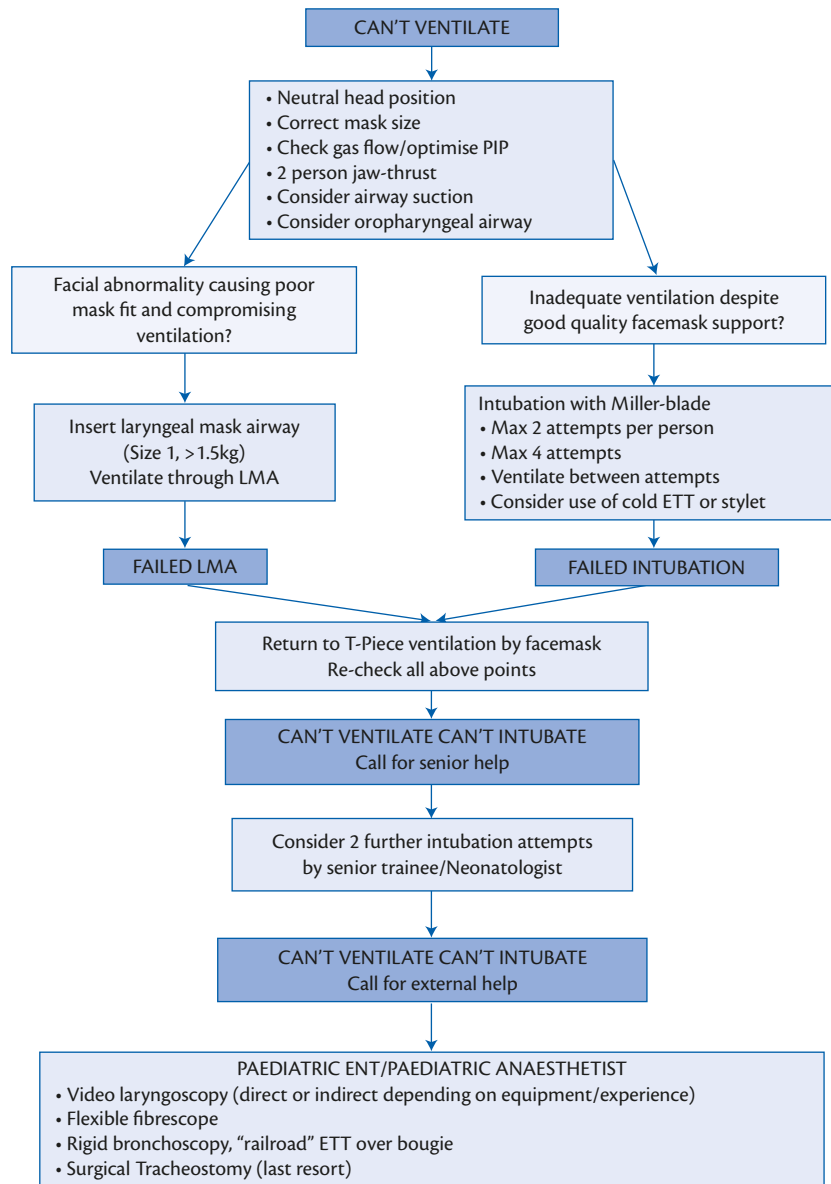 CAN'T VENTILATE
• Neutral head position
• Correct mask size
• Check gas flow/optimise PIP
• 2 person jaw-thrust
• Consider airway suction
• Consider oropharyngeal airway
Facial abnormality causing poor
mask fit and compromising
ventilation?
Inadequate ventilation despite
good quality facemask support?
Insert laryngeal mask airway
(Size 1, >1.5kg)
Ventilate through LMA
Intubation with Miller-blade
• Max 2 attempts per person
• Max 4 attempts
• Ventilate between attempts
• Consider use of cold ETT or stylet
FAILED LMA
FAILED INTUBATION
Return to T-Piece ventilation by facemask
Re-check all above points
CAN'T VENTILATE CAN'T INTUBATE
Call for senior help
Consider 2 further intubation attempts
by senior trainee/Neonatologist
CAN'T VENTILATE CAN'T INTUBATE
Call for external help
PAEDIATRIC ENT/PAEDIATRIC ANAESTHETIST
• Video laryngoscopy (direct or indirect depending on equipment/experience)
• Flexible fibrescope
• Rigid bronchoscopy, “railroad” ETT over bougie
• Surgical Tracheostomy (last resort)